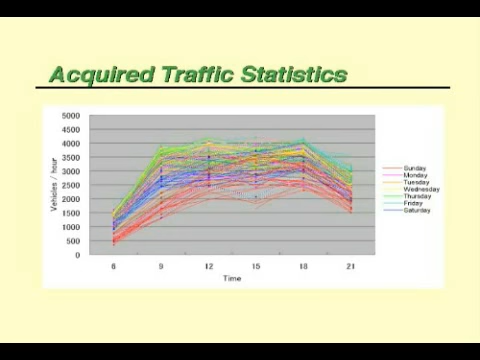 Acquired Traffic Statistics
5000
4500
4000
3500
3000
2500
2000
1500
1000
500
0
Vehicles / hour
6 9 12 15 18 21
Time
Sunday
Monday
Tuesday
Wednesday
Thursday
Friday
Saturday